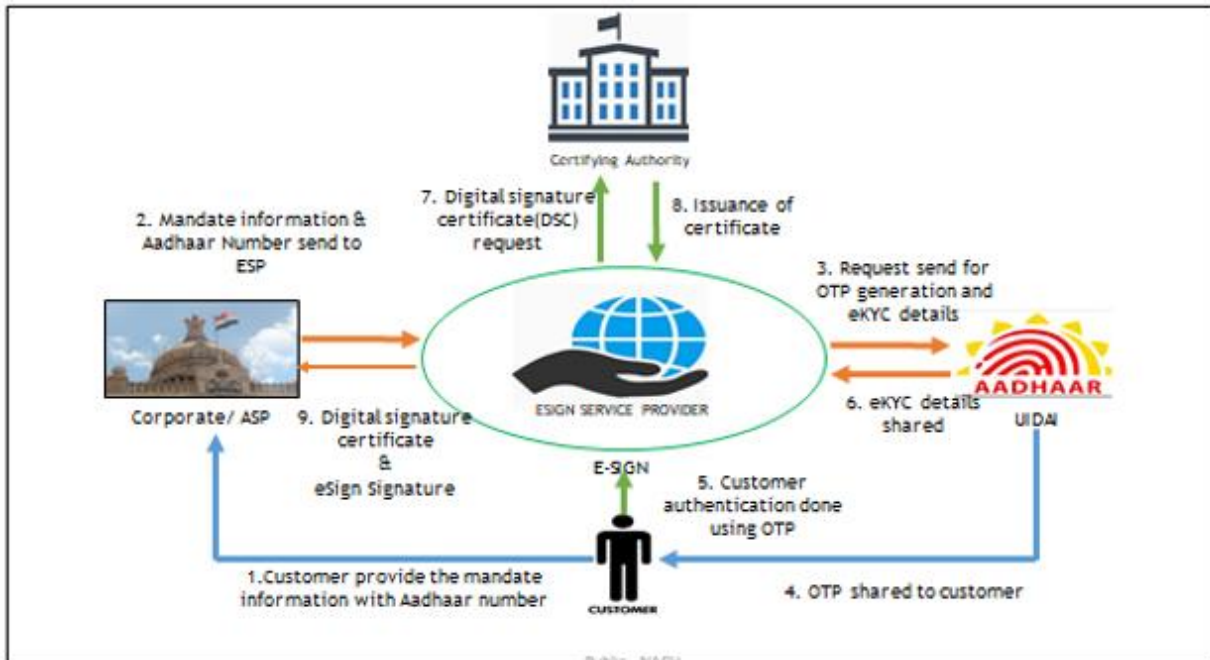 Certifying Authority
7. Digital signature
certificate(DSC)
request
8. Issuance of
certificate
2. Mandate information &
Aadhaar Number send to
ESP
3. Request send for
OTP generation and
eKYC details
AADHAAR
ESIGN SERVICE PROVIDER
Corporate/ ASP
9. Digital signature
certificate
&
eSign Signature
6. eKYC details
shared
UIDAI
E-SIGN
5. Customer
authentication done
using OTP
1.Customer provide the mandate
information with Aadhaar number
CUSTOMER
4. OTP shared to customer